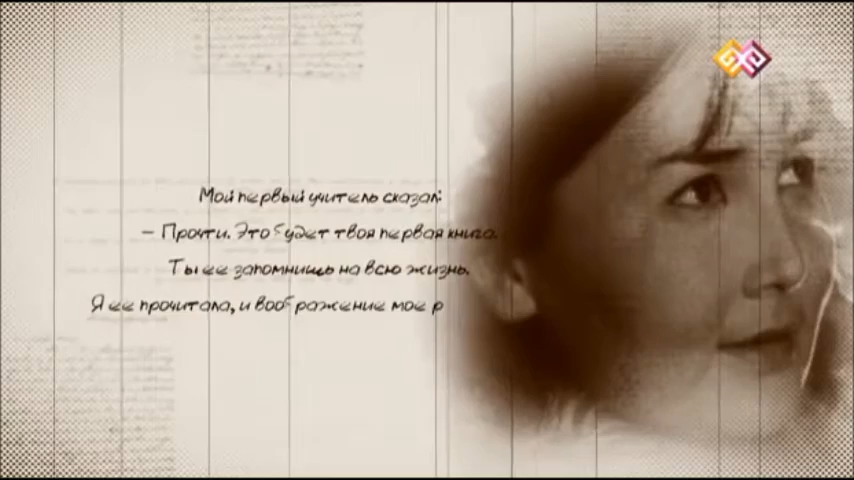 Мой первый учитель сказал:
– Прочти. Это будет твоя первая книга.
Ты ее запомнишь на всю жизнь.
Я ее прочитала, и воображение мое р